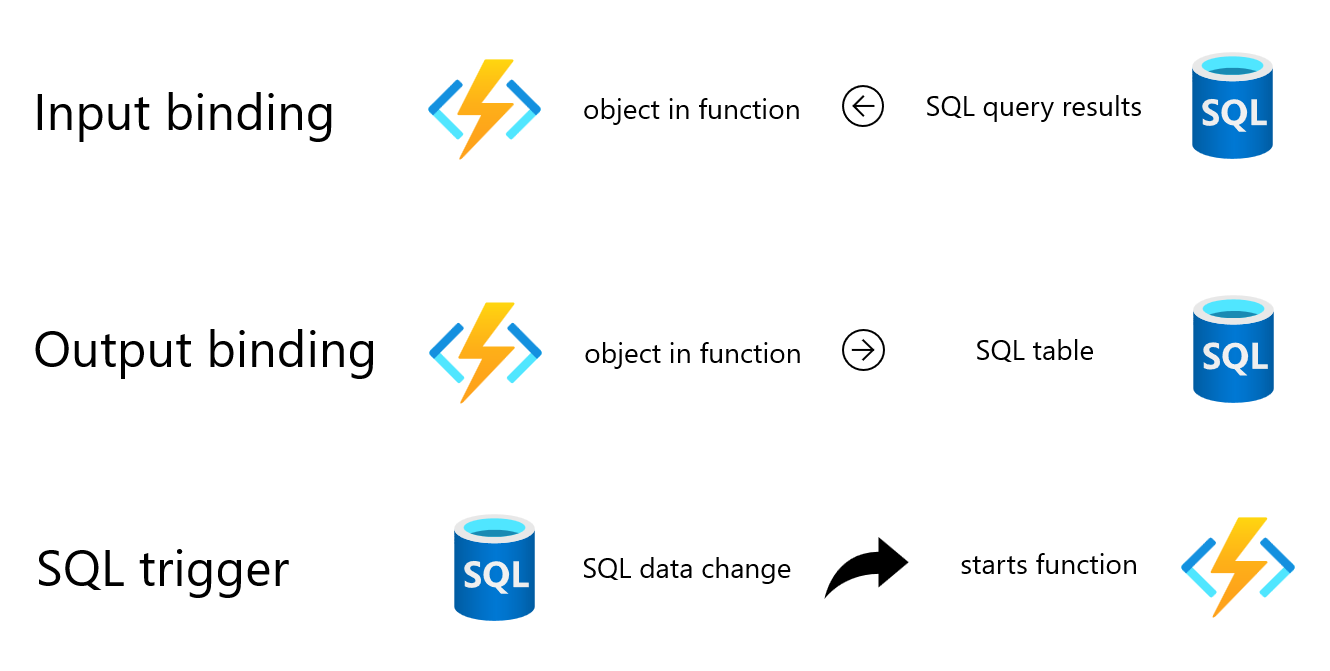 Input binding
object in function
SQL query results
SQL
Output binding
object in function
SQL table
SQL
SQL trigger
SQL
SQL data change
starts function